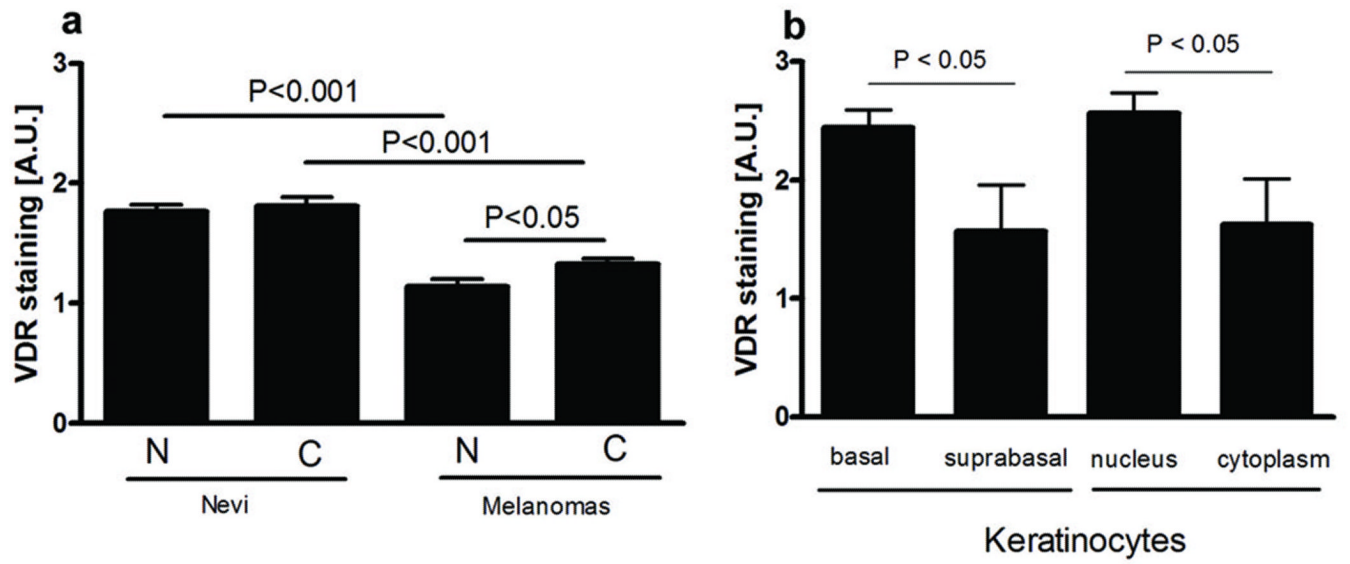 a
VDR staining [A.U.]
3
2
1
0
P<0.001
P<0.001
P<0.05
N
C
N
C
Nevi
Melanomas
b
VDR staining [A.U.]
3
2
1
0
P < 0.05
P < 0.05
basal
suprabasal
nucleus
cytoplasm
Keratinocytes